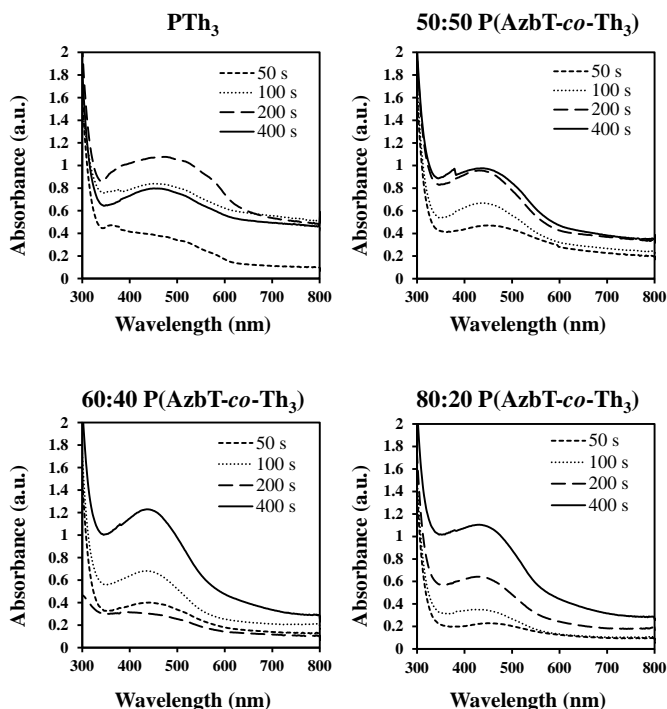 PTh₃
2
1.8
1.6
1.4
1.2
1
0.8
0.6
0.4
0.2
0
Absorbance (a.u.)
50 s
100 s
200 s
400 s
300 400 500 600 700 800
Wavelength (nm)
50:50 P(AzbT-co-Th₃)
2
1.8
1.6
1.4
1.2
1
0.8
0.6
0.4
0.2
0
Absorbance (a.u.)
50 s
100 s
200 s
400 s
300 400 500 600 700 800
Wavelength (nm)
60:40 P(AzbT-co-Th₃)
2
1.8
1.6
1.4
1.2
1
0.8
0.6
0.4
0.2
0
Absorbance (a.u.)
50 s
100 s
200 s
400 s
300 400 500 600 700 800
Wavelength (nm)
80:20 P(AzbT-co-Th₃)
2
1.8
1.6
1.4
1.2
1
0.8
0.6
0.4
0.2
0
Absorbance (a.u.)
50 s
100 s
200 s
400 s
300 400 500 600 700 800
Wavelength (nm)